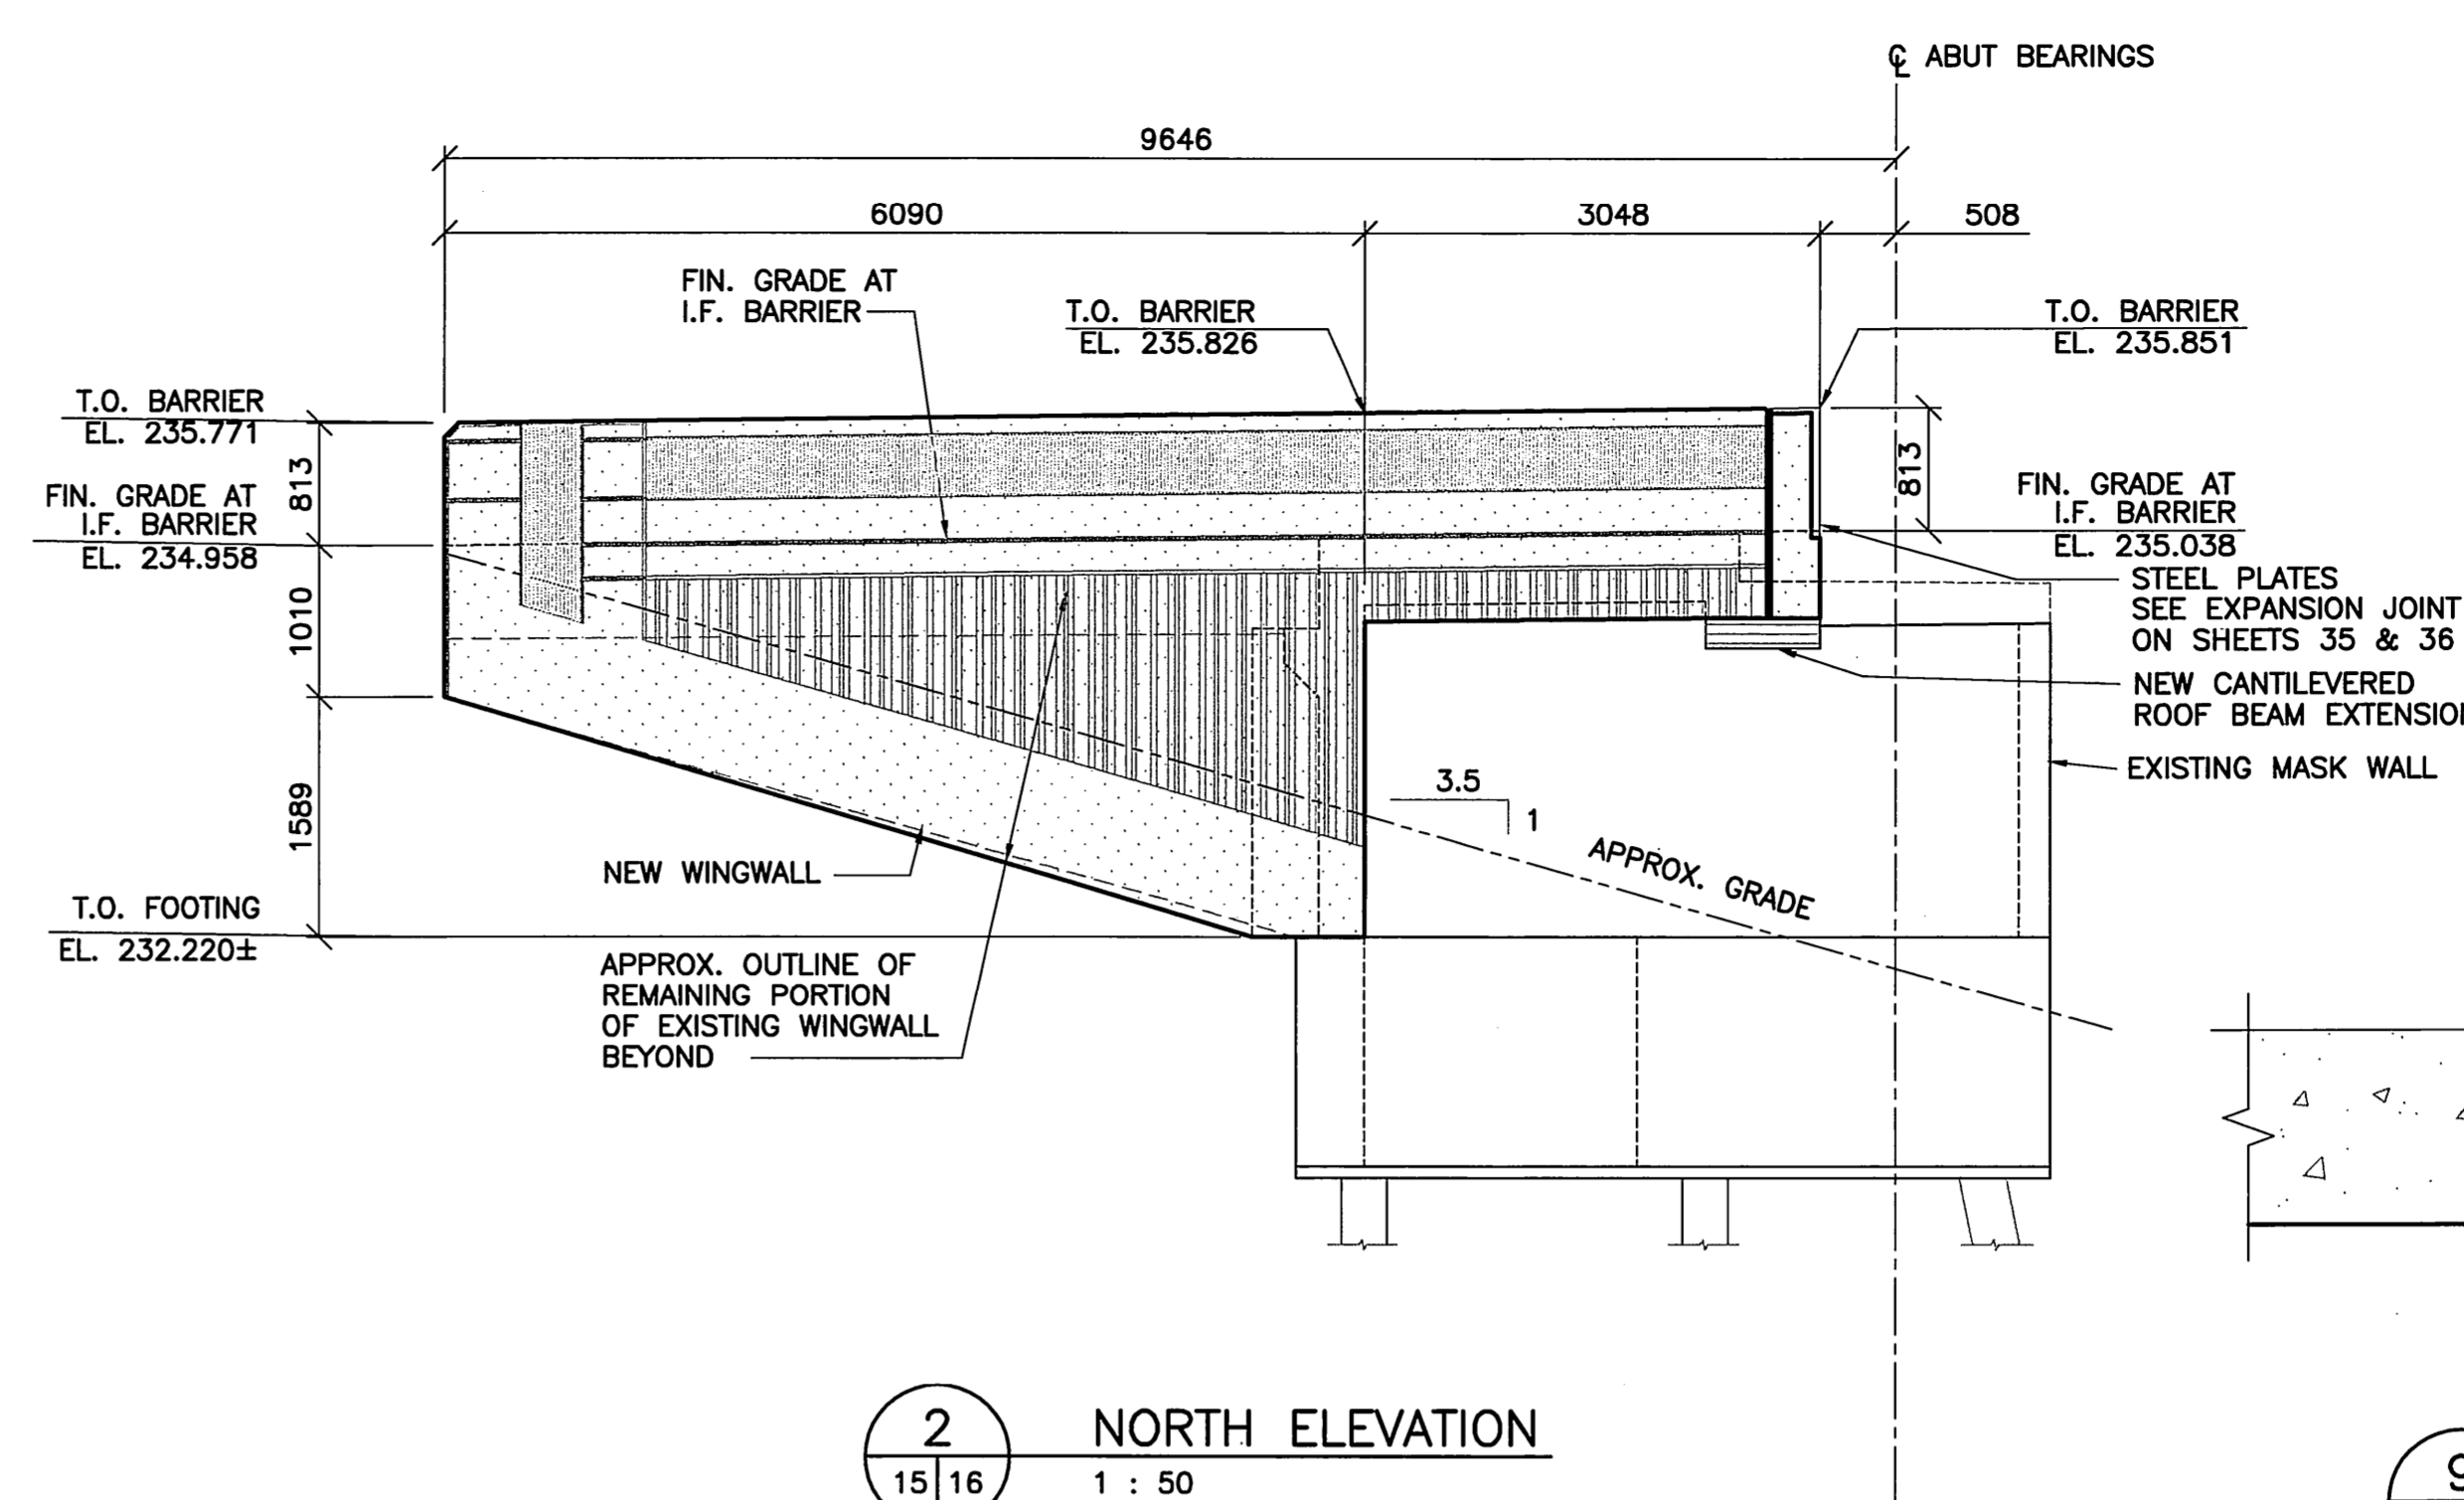 ℄ ABUT BEARINGS
9646
6090
3048
508
FIN. GRADE AT
I.F. BARRIER
T.O. BARRIER
EL. 235.826
T.O. BARRIER
EL. 235.851
T.O. BARRIER
EL. 235.771
813
FIN. GRADE AT
I.F. BARRIER
EL. 234.958
813
FIN. GRADE AT
I.F. BARRIER
EL. 235.038
STEEL PLATES
SEE EXPANSION JOINT
ON SHEETS 35 & 36
1010
NEW CANTILEVERED
ROOF BEAM EXTENSION
EXISTING MASK WALL
3.5
1
1589
NEW WINGWALL
APPROX. GRADE
T.O. FOOTING
EL. 232.220±
APPROX. OUTLINE OF
REMAINING PORTION
OF EXISTING WINGWALL
BEYOND
2
NORTH ELEVATION
15 16
1 : 50
9